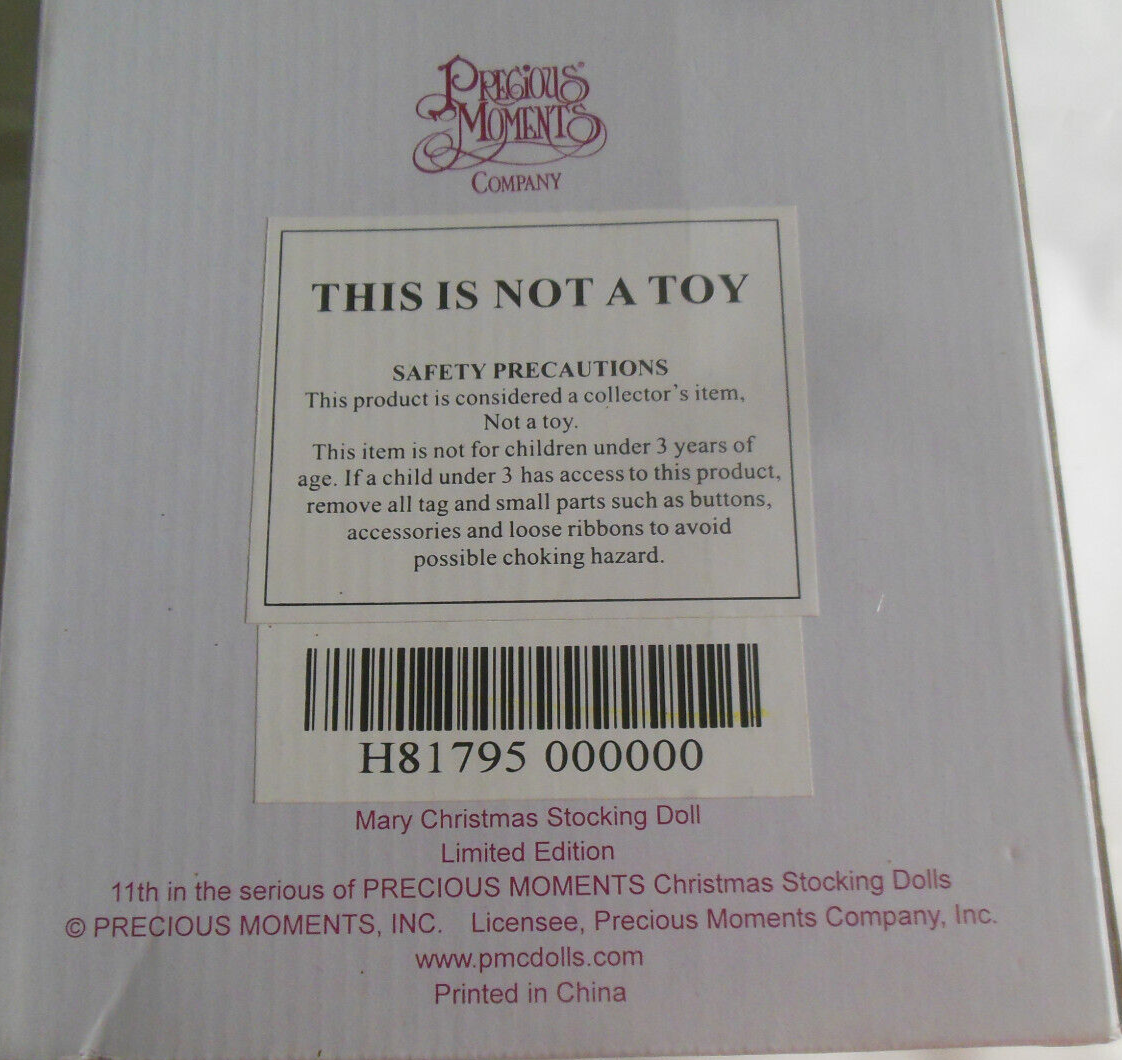 PRECIOUS
MOMENTS
COMPANY
THIS IS NOT A TOY
SAFETY PRECAUTIONS
This product is considered a collector's item,
Not a toy.
This item is not for children under 3 years of
age. If a child under 3 has access to this product,
remove all tag and small parts such as buttons,
accessories and loose ribbons to avoid
possible choking hazard.
H81795 000000
Mary Christmas Stocking Doll
Limited Edition
11th in the serious of PRECIOUS MOMENTS Christmas Stocking Dolls
© PRECIOUS MOMENTS, INC. Licensee, Precious Moments Company, Inc.
www.pmcdolls.com
Printed in China